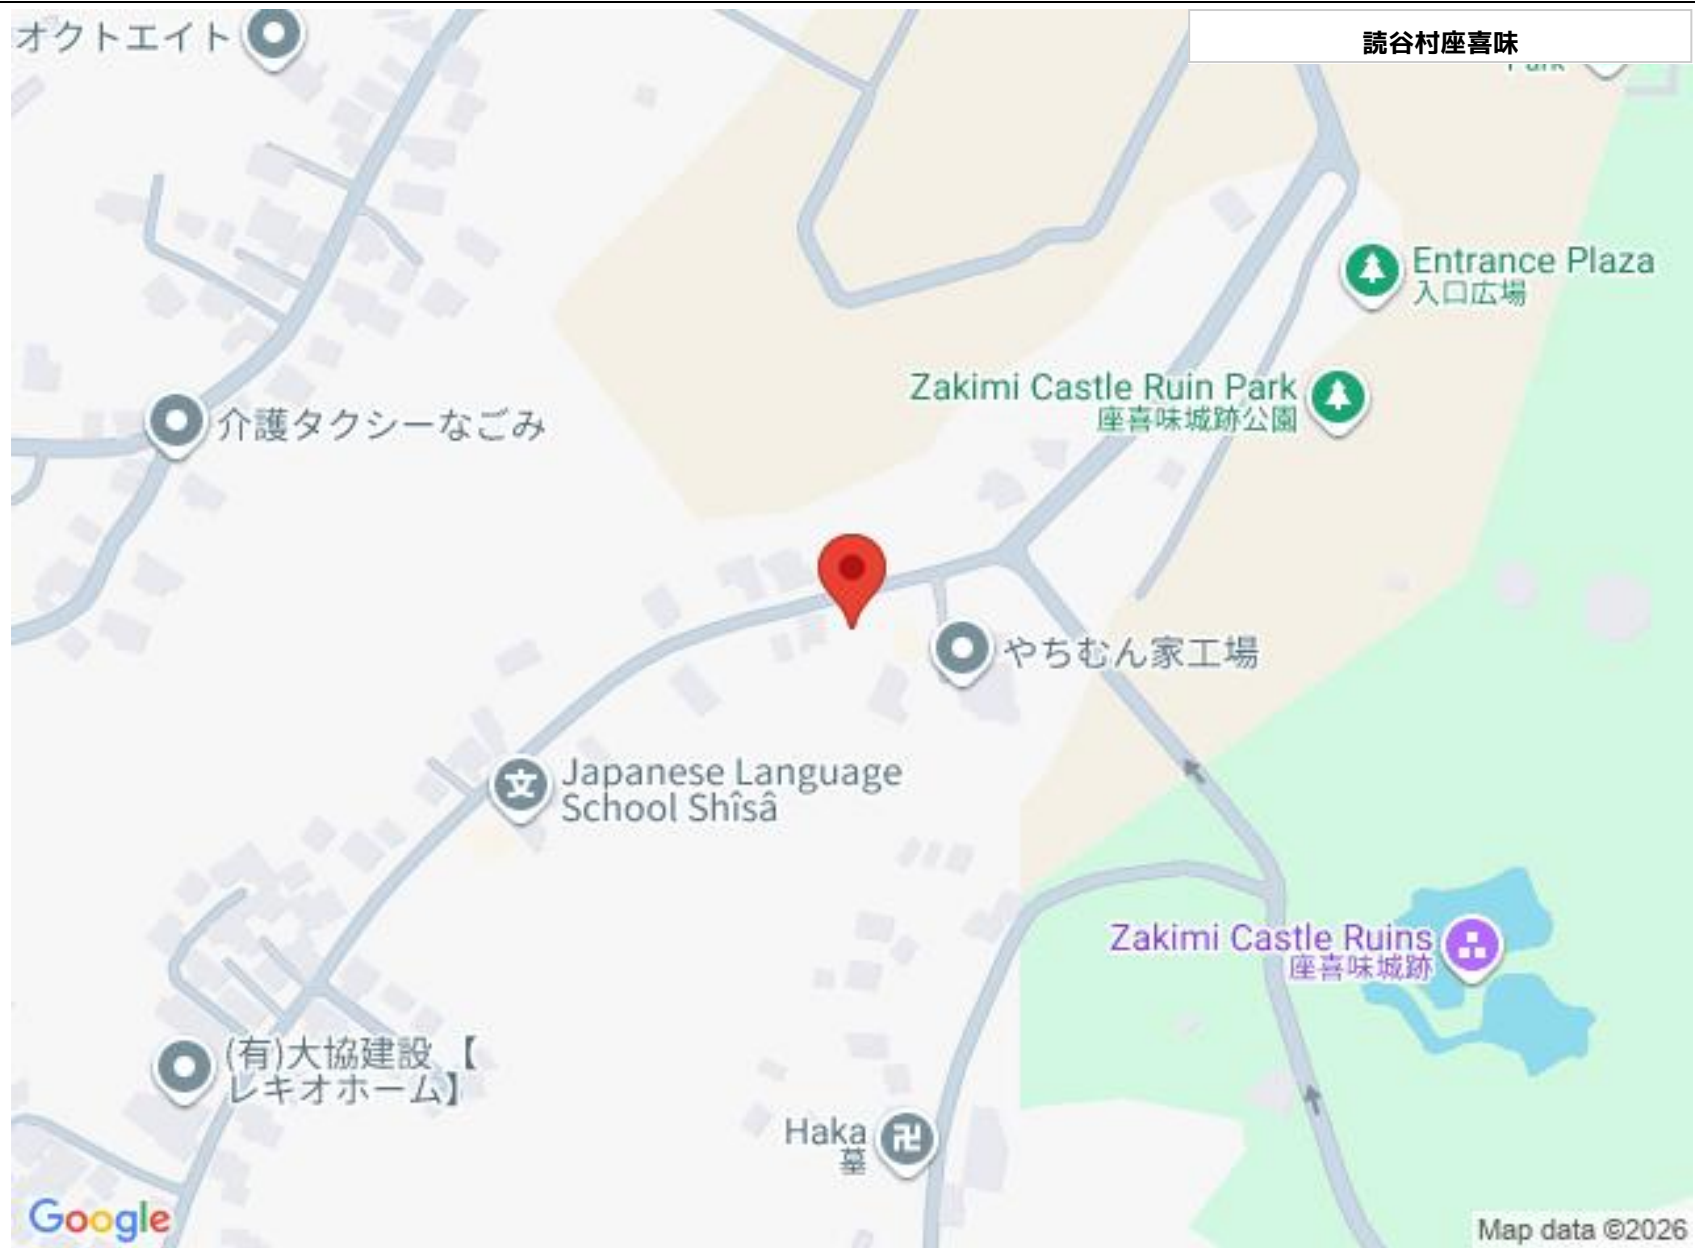 オクトエイト
読谷村座喜味
Park
Entrance Plaza
入口広場
Zakimi Castle Ruin Park
座喜味城跡公園
介護タクシーなごみ
やちむん家工場
Japanese Language
School Shîsâ
Zakimi Castle Ruins
座喜味城跡
(有)大協建設 【
レキオホーム】
Haka
墓
Google
Map data ©2026